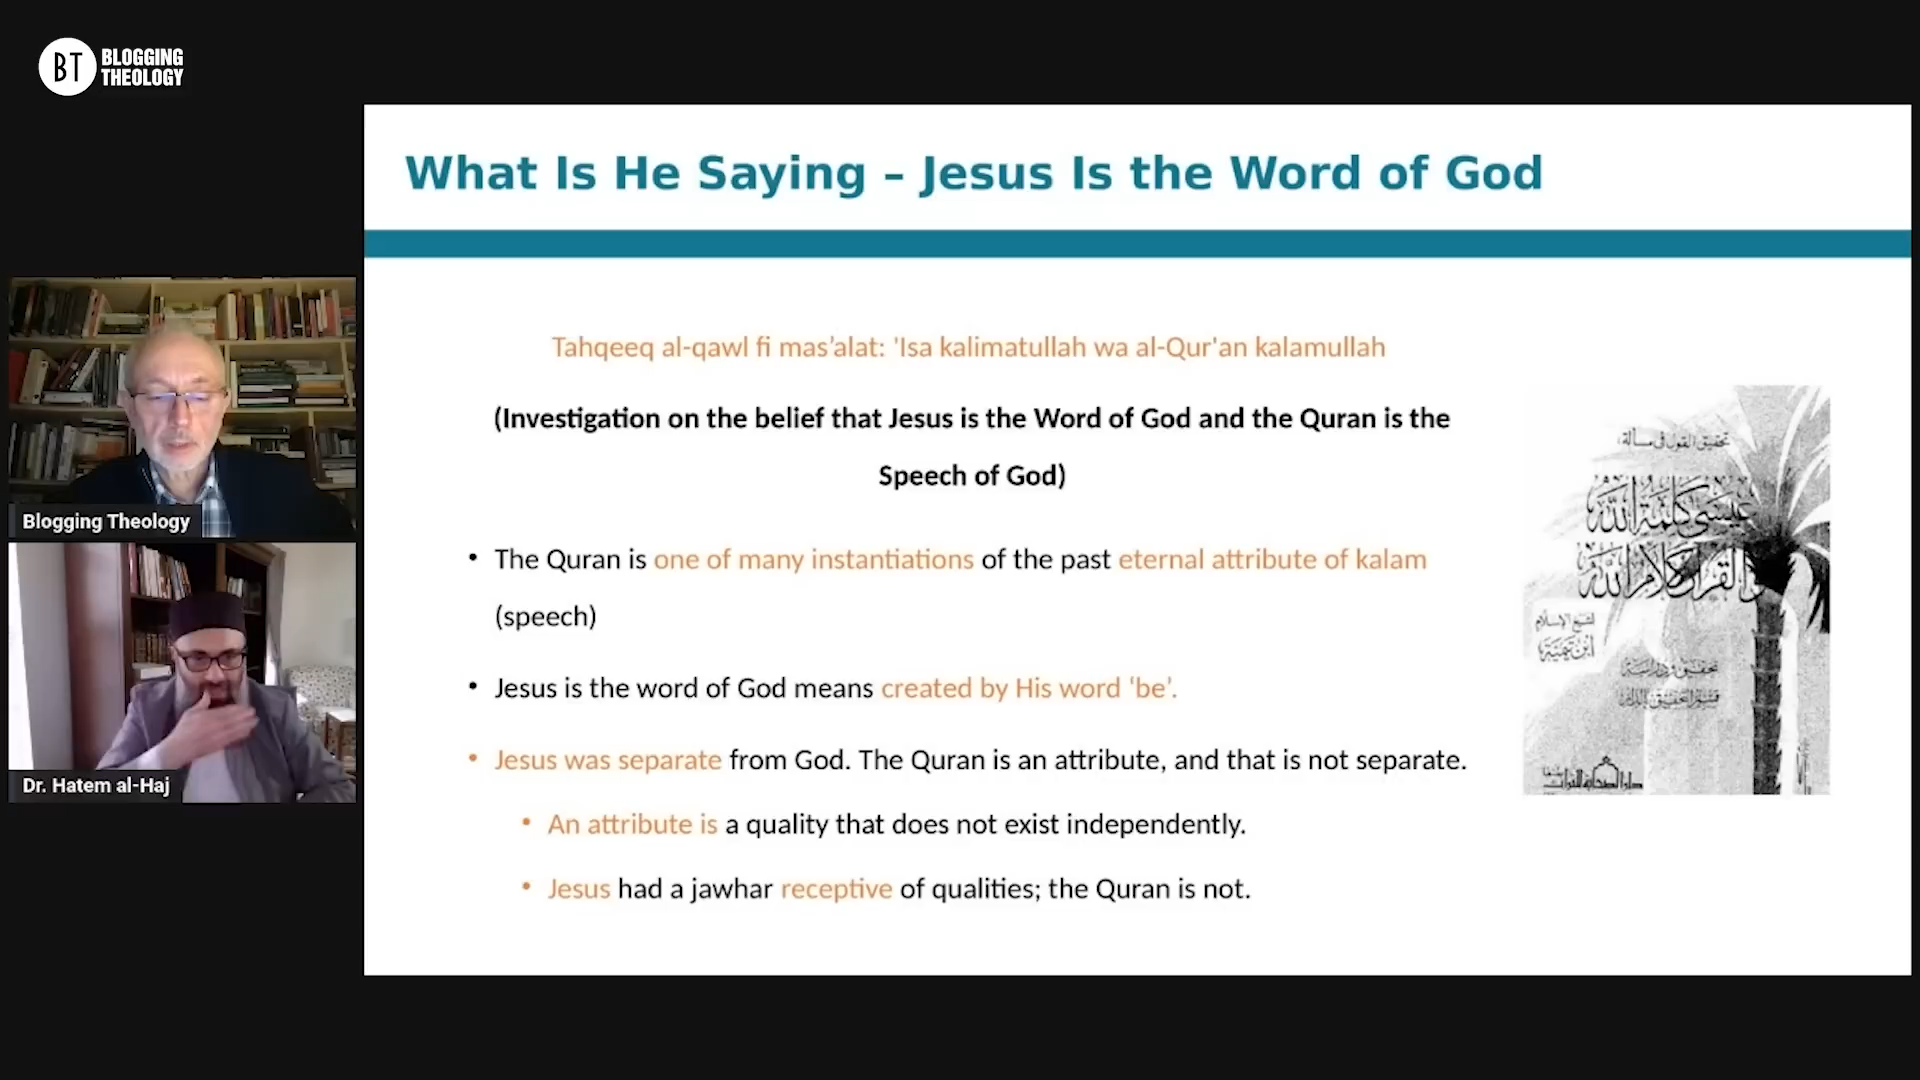 BT BLOGGING
THEOLOGY
What Is He Saying – Jesus Is the Word of God
Tahqeeq al-qawl fi mas’alat: 'Isa kalimatullah wa al-Qur'an kalamullah
(Investigation on the belief that Jesus is the Word of God and the Quran is the
Speech of God)
• The Quran is one of many instantiations of the past eternal attribute of kalam
(speech)
• Jesus is the word of God means created by His word ‘be’.
• Jesus was separate from God. The Quran is an attribute, and that is not separate.
• An attribute is a quality that does not exist independently.
• Jesus had a jawhar receptive of qualities; the Quran is not.
تحقيق القول في مسألة
عيسى كلمة الله
والقرآن كلام الله
لشيخ الإسلام
ابن تيمية
تحقيق ودراسة
قسم التحقيق بالدار
Blogging Theology
Dr. Hatem al-Haj